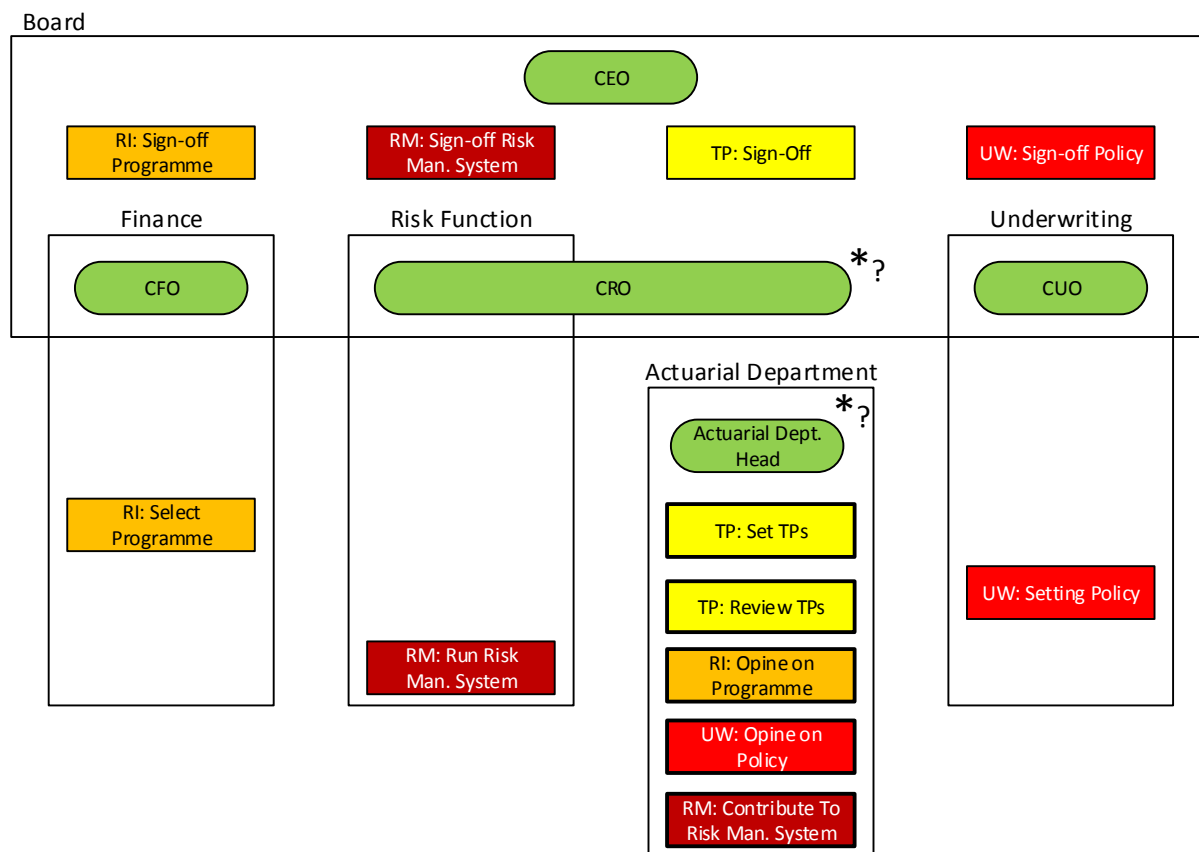 Board
CEO
RI: Sign-off
Programme
RM: Sign-off Risk
Man. System
TP: Sign-Off
UW: Sign-off Policy
Finance
Risk Function
Underwriting
CFO
CRO
*?
CUO
Actuarial Department
*?
Actuarial Dept.
Head
RI: Select
Programme
TP: Set TPs
UW: Setting Policy
TP: Review TPs
RM: Run Risk
Man. System
RI: Opine on
Programme
UW: Opine on
Policy
RM: Contribute To
Risk Man. System